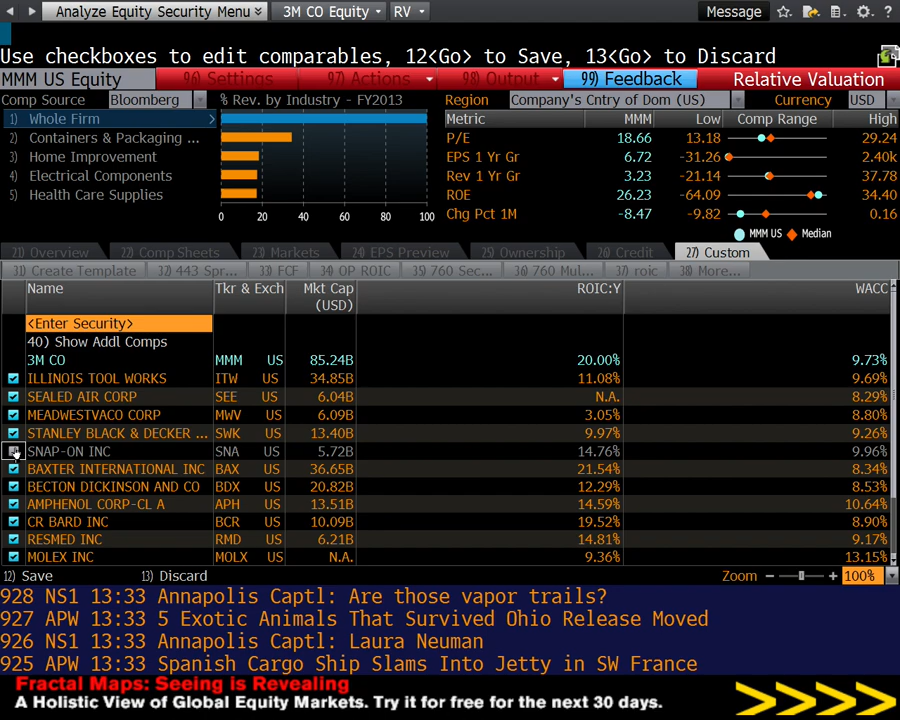 Analyze Equity Security Menu 3M CO Equity RV Message ?
Use checkboxes to edit comparables, 12<Go> to Save, 13<Go> to Discard
MMM US Equity 96) Settings 97) Actions 98) Output 99) Feedback Relative Valuation
Comp Source Bloomberg % Rev. by Industry - FY2013 Region Company's Cntry of Dom (US) Currency USD
1) Whole Firm Metric MMM Low Comp Range High
2) Containers & Packaging ... P/E 18.66 13.18 29.24
3) Home Improvement EPS 1 Yr Gr 6.72 -31.26 2.40k
4) Electrical Components Rev 1 Yr Gr 3.23 -21.14 37.78
5) Health Care Supplies ROE 26.23 -64.09 34.40
0 20 40 60 80 100 Chg Pct 1M -8.47 -9.82 0.16
MMM US Median
21) Overview 22) Comp Sheets 23) Markets 24) EPS Preview 25) Ownership 26) Credit 27) Custom
31) Create Template 32) 443 Spr... 33) FCF 34) OP ROIC 35) 760 Sec... 36) 760 Mul... 37) roic 38) More...
Name Tkr & Exch Mkt Cap ROIC:Y WACC
(USD)
<Enter Security>
40) Show Addl Comps
3M CO MMM US 85.24B 20.00% 9.73%
ILLINOIS TOOL WORKS ITW US 34.85B 11.08% 9.69%
SEALED AIR CORP SEE US 6.04B N.A. 8.29%
MEADWESTVACO CORP MWV US 6.09B 3.05% 8.80%
STANLEY BLACK & DECKER ... SWK US 13.40B 9.97% 9.26%
SNAP-ON INC SNA US 5.72B 14.76% 9.96%
BAXTER INTERNATIONAL INC BAX US 36.65B 21.54% 8.34%
BECTON DICKINSON AND CO BDX US 20.82B 12.29% 8.53%
AMPHENOL CORP-CL A APH US 13.51B 14.59% 10.64%
CR BARD INC BCR US 10.09B 19.52% 8.90%
RESMED INC RMD US 6.21B 14.81% 9.17%
MOLEX INC MOLX US N.A. 9.36% 13.15%
12) Save 13) Discard Zoom - + 100%
928 NS1 13:33 Annapolis Captl: Are those vapor trails?
927 APW 13:33 5 Exotic Animals That Survived Ohio Release Moved
926 NS1 13:33 Annapolis Captl: Laura Neuman
925 APW 13:33 Spanish Cargo Ship Slams Into Jetty in SW France
Fractal Maps: Seeing is Revealing
A Holistic View of Global Equity Markets. Try it for free for the next 30 days.